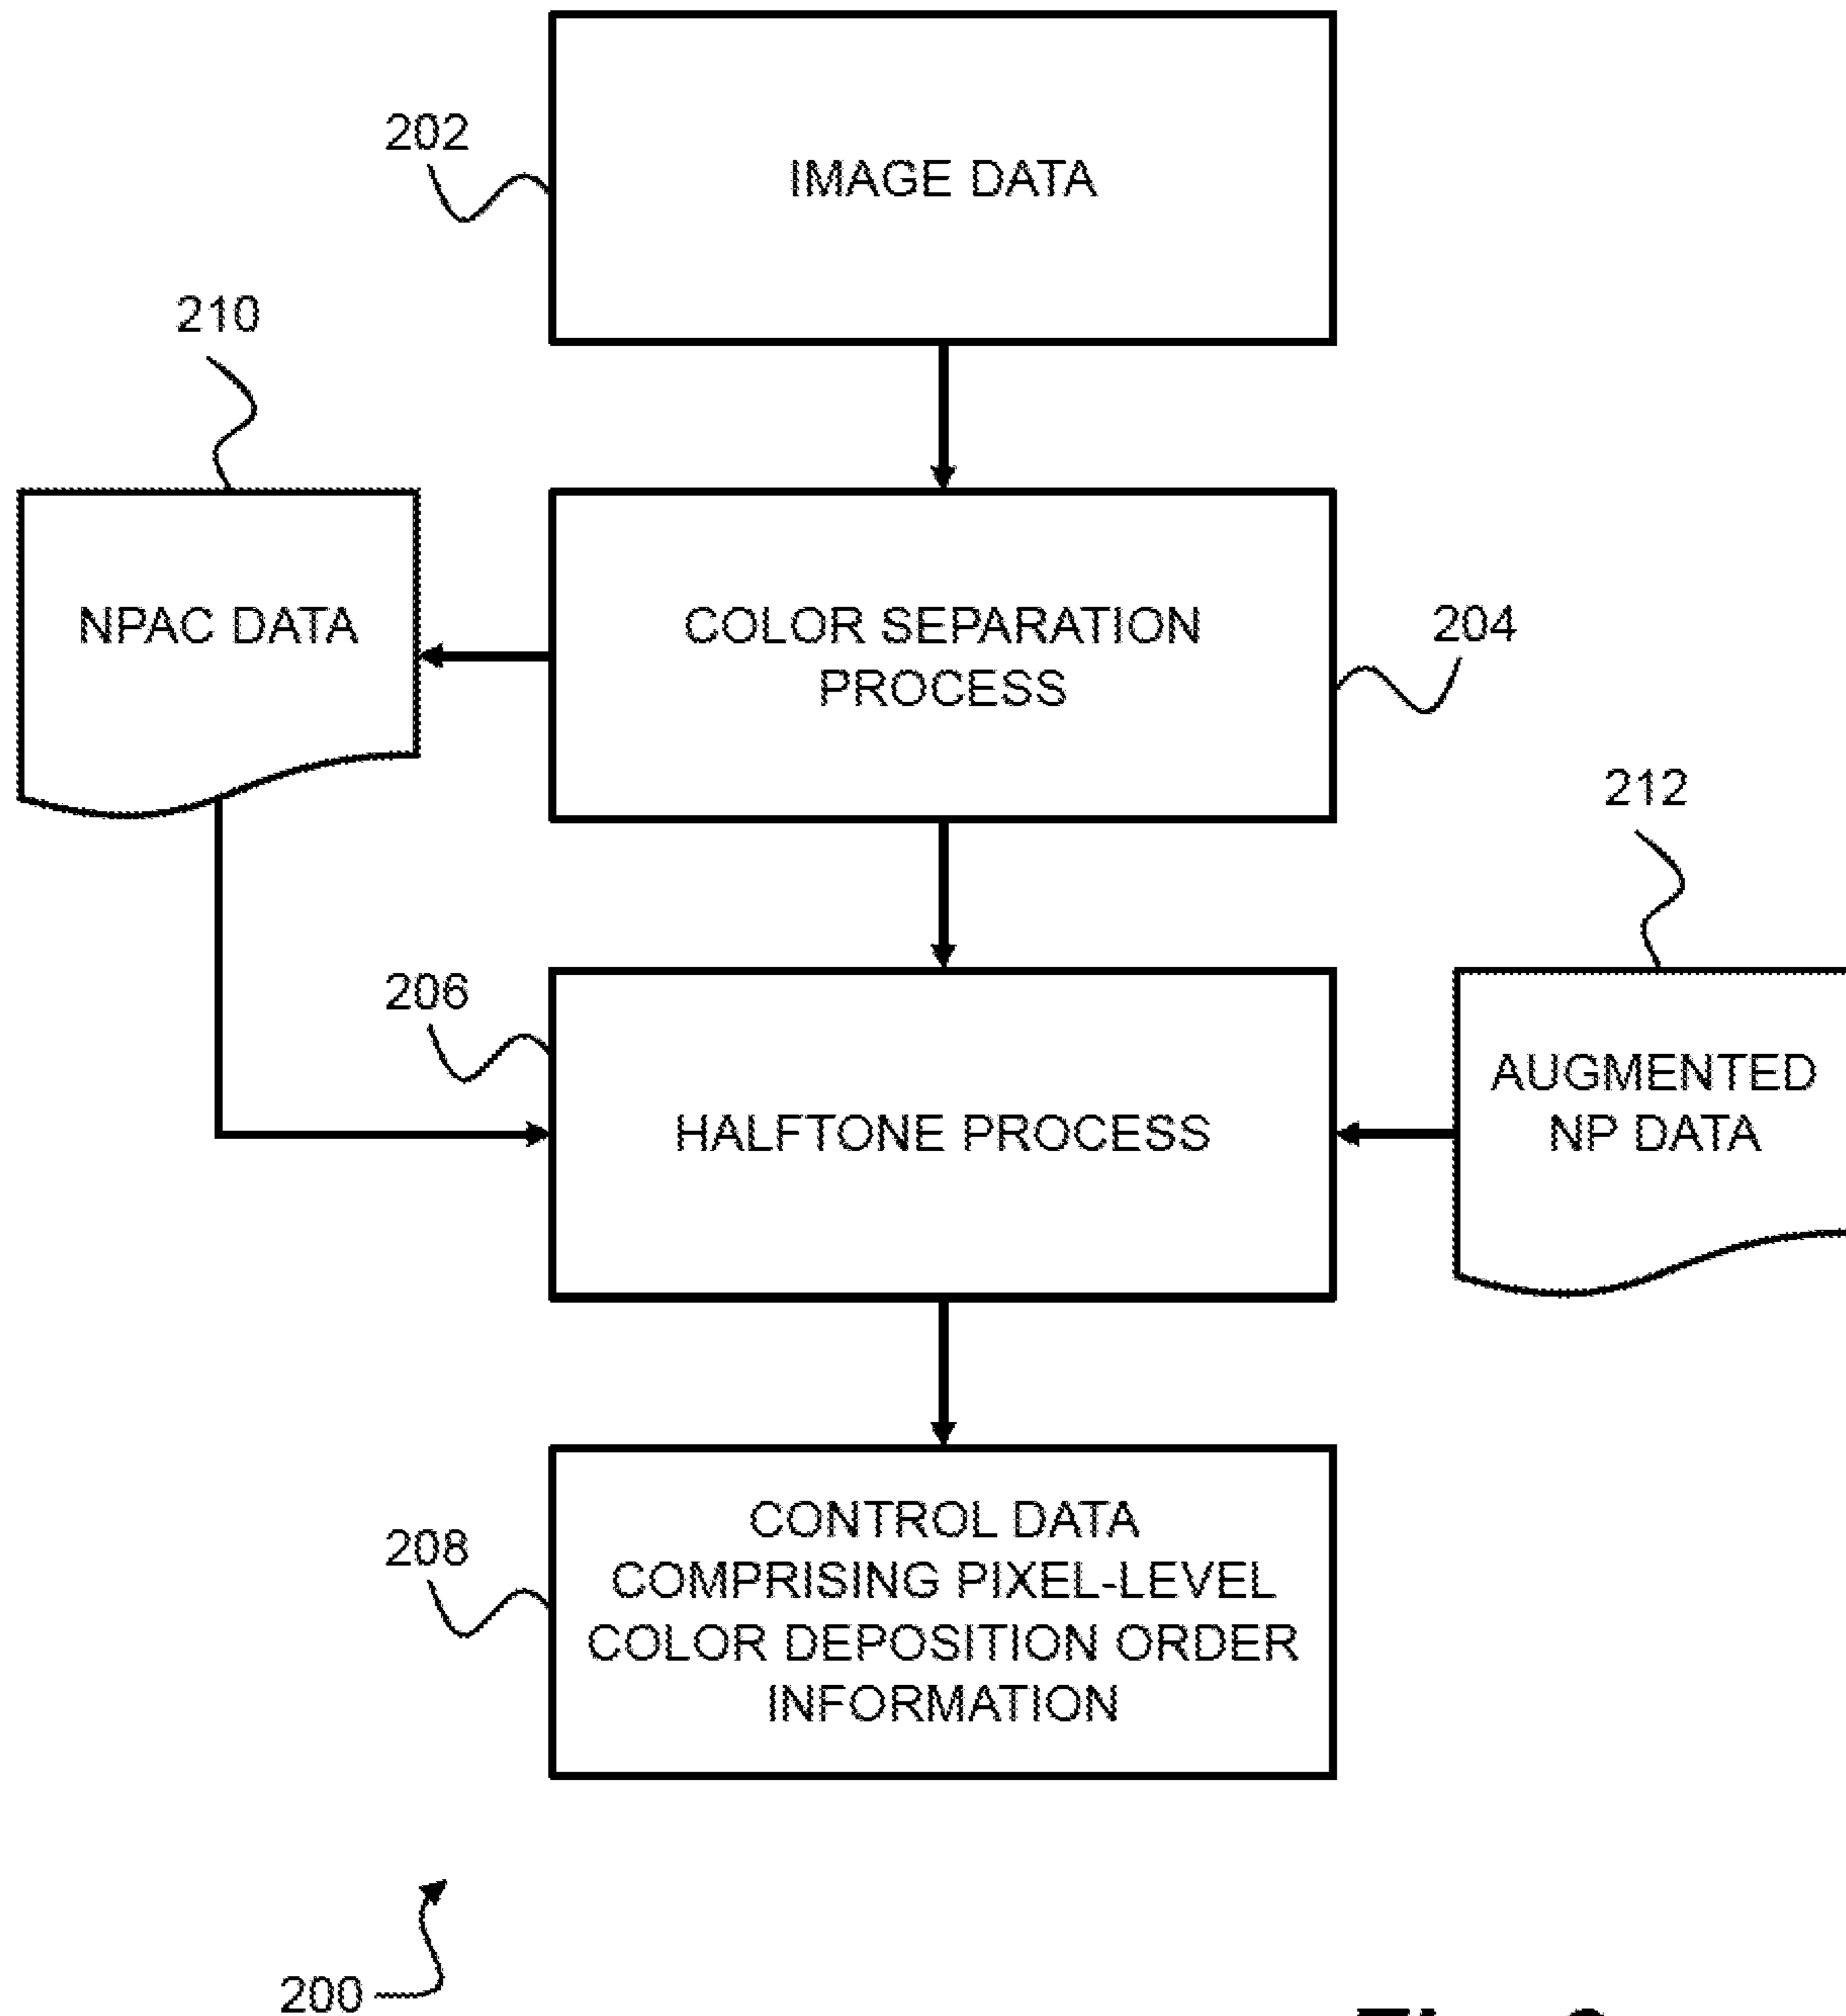 202
IMAGE DATA
210
NPAC DATA
COLOR SEPARATION
PROCESS
204
212
206
HALFTONE PROCESS
AUGMENTED
NP DATA
208
CONTROL DATA
COMPRISING PIXEL-LEVEL
COLOR DEPOSITION ORDER
INFORMATION
200